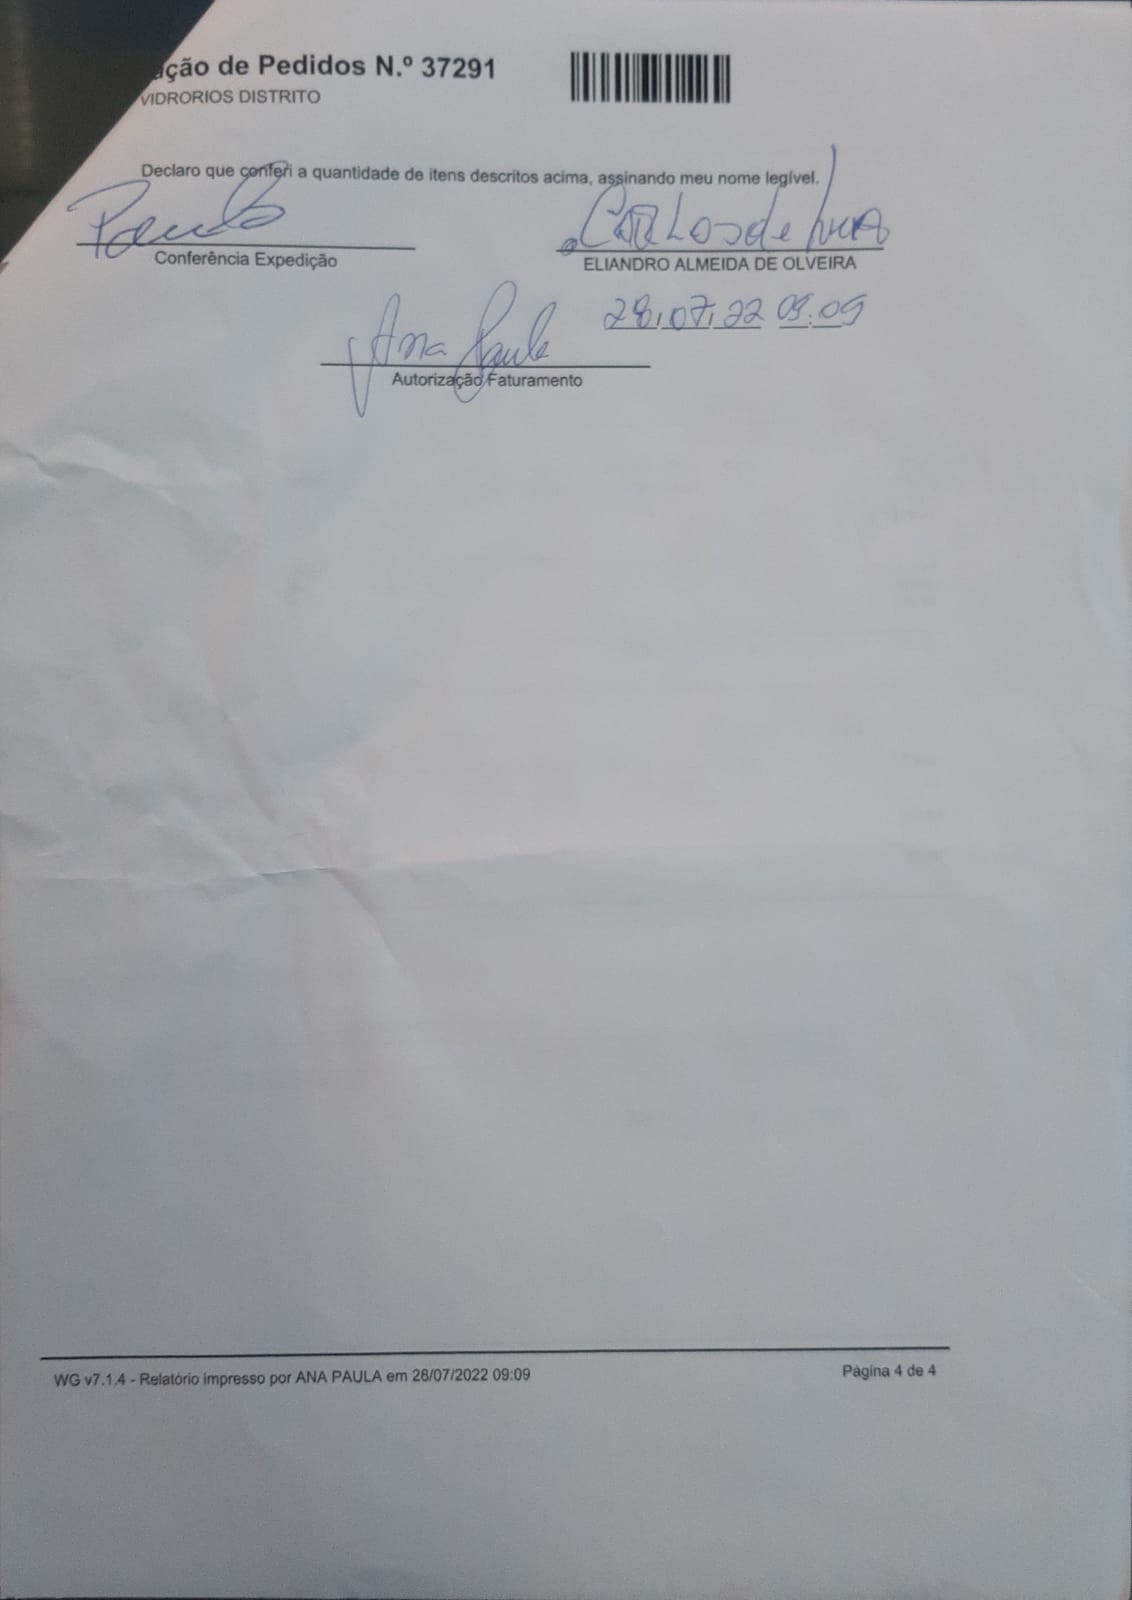 ação de Pedidos N.º 37291
VIDRORIOS DISTRITO
Declaro que conferi a quantidade de itens descritos acima, assinando meu nome legível.
Paulo
Carlos de
Conferência Expedição
ELIANDRO ALMEIDA DE OLVEIRA
28,07,22 09:09
Ana Paula
Autorização Faturamento
WG v7.1.4 - Relatório impresso por ANA PAULA em 28/07/2022 09:09
Página 4 de 4